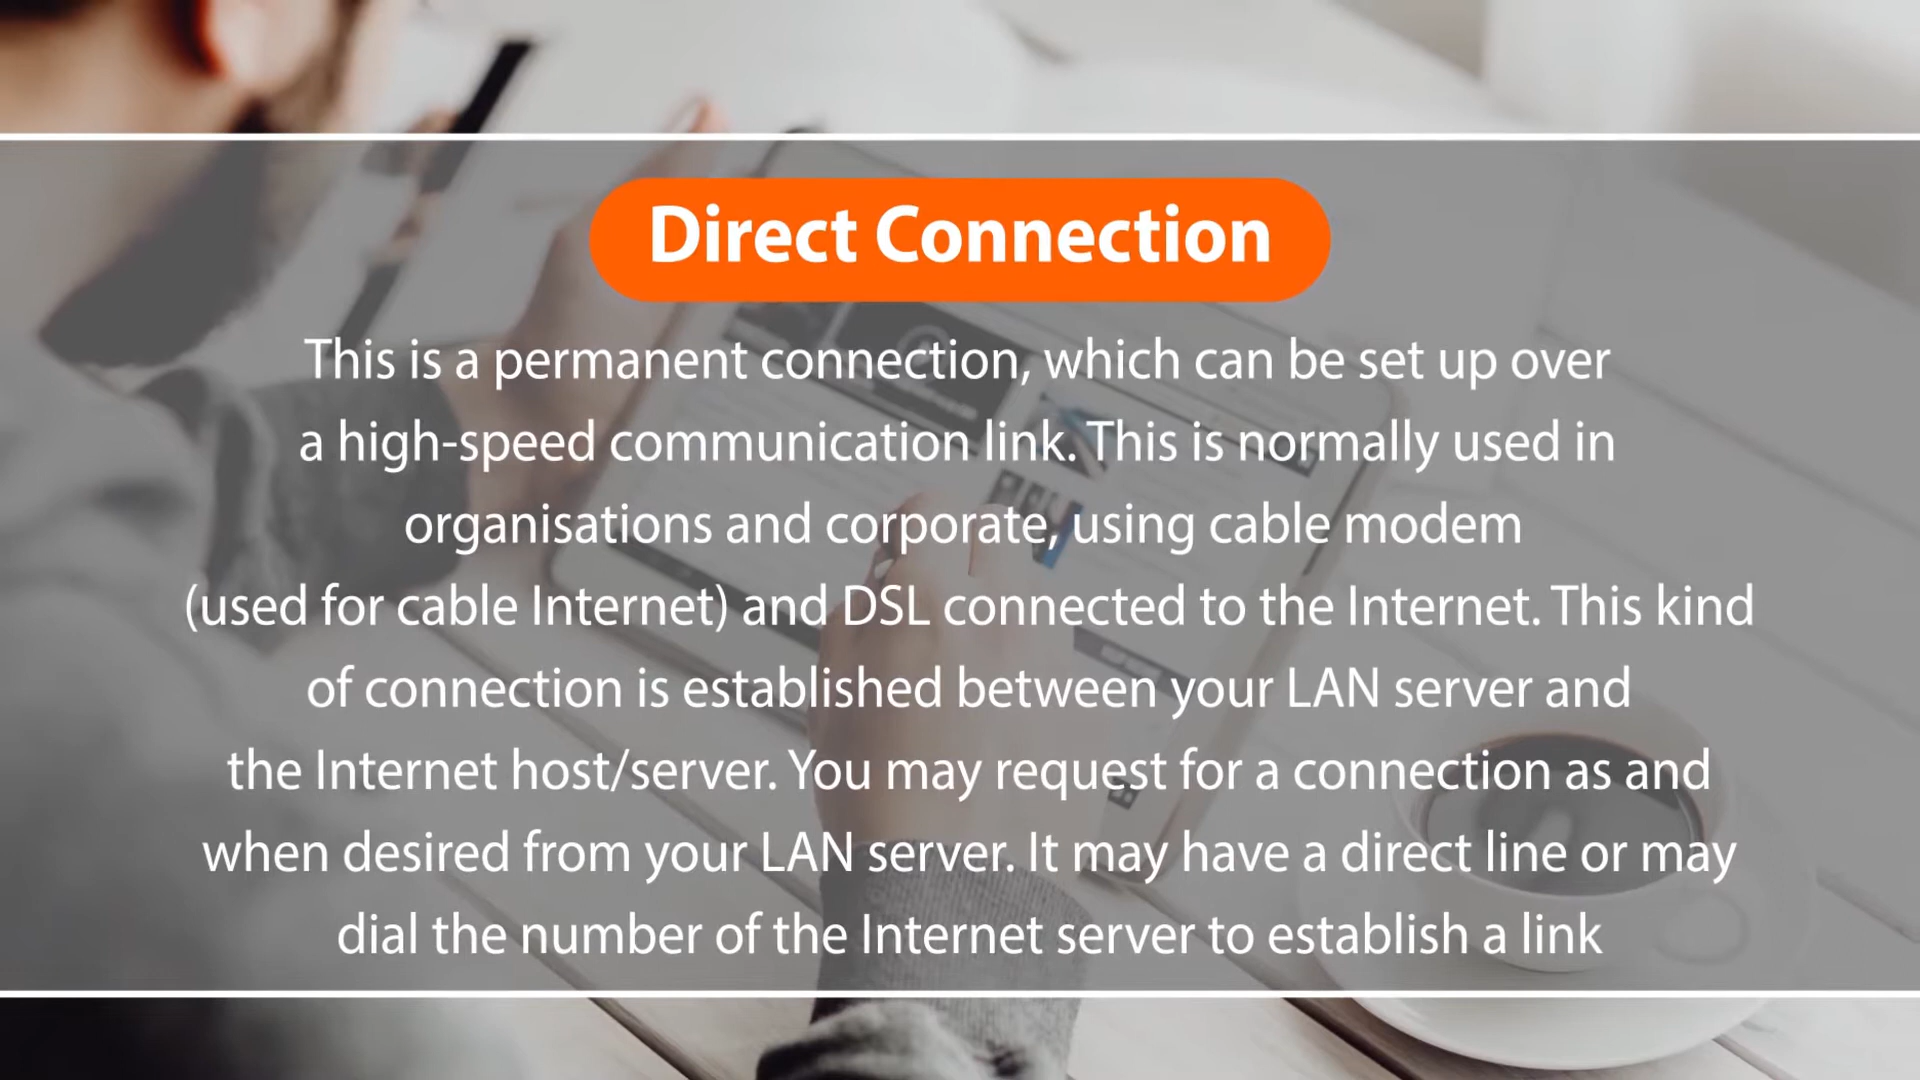 Direct Connection
This is a permanent connection, which can be set up over
a high-speed communication link. This is normally used in
organisations and corporate, using cable modem
(used for cable Internet) and DSL connected to the Internet. This kind
of connection is established between your LAN server and
the Internet host/server. You may request for a connection as and
when desired from your LAN server. It may have a direct line or may
dial the number of the Internet server to establish a link